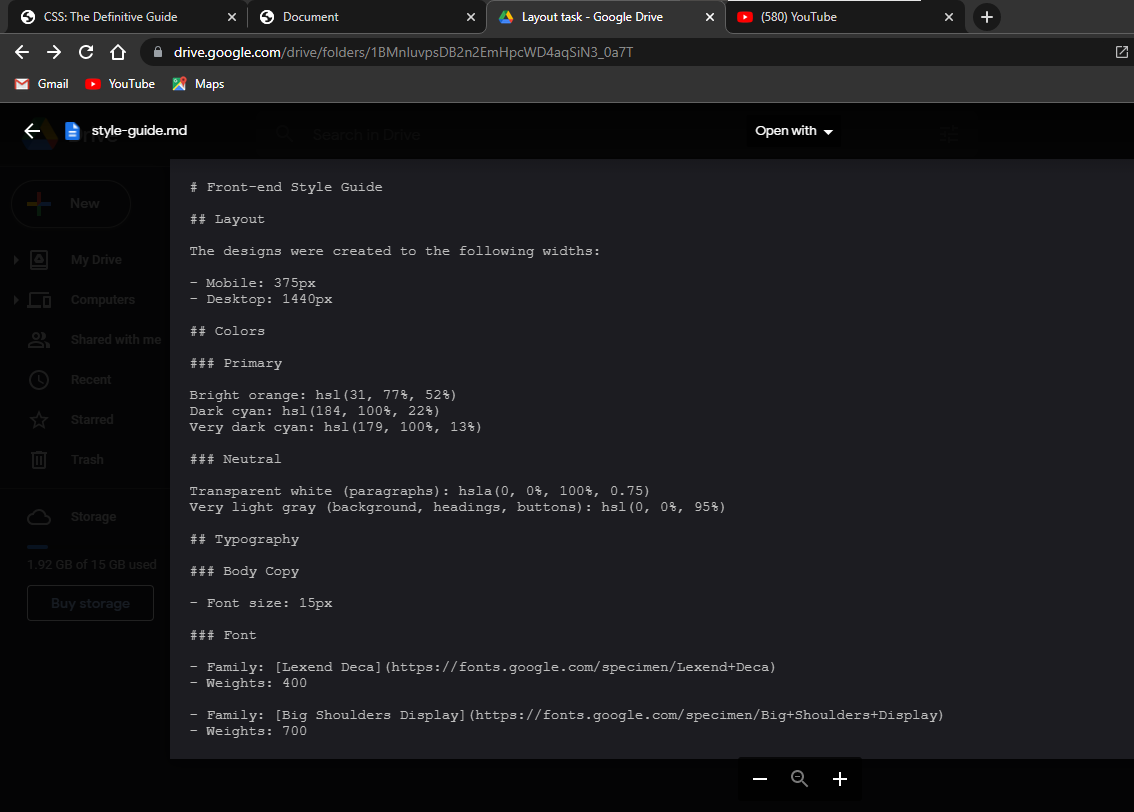 CSS: The Definitive Guide
Document
Layout task - Google Drive
(580) YouTube
drive.google.com/drive/folders/1BMnIuvpsDB2n2EmHpcWD4aqSiN3_0a7T
Gmail
YouTube
Maps
style-guide.md
Drive
Search in Drive
Open with
New
My Drive
Computers
Shared with me
Recent
Starred
Trash
Storage
1.92 GB of 15 GB used
Buy storage
# Front-end Style Guide
## Layout
The designs were created to the following widths:
- Mobile: 375px
- Desktop: 1440px
## Colors
### Primary
Bright orange: hsl(31, 77%, 52%)
Dark cyan: hsl(184, 100%, 22%)
Very dark cyan: hsl(179, 100%, 13%)
### Neutral
Transparent white (paragraphs): hsla(0, 0%, 100%, 0.75)
Very light gray (background, headings, buttons): hsl(0, 0%, 95%)
## Typography
### Body Copy
- Font size: 15px
### Font
- Family: [Lexend Deca](https://fonts.google.com/specimen/Lexend+Deca)
- Weights: 400
- Family: [Big Shoulders Display](https://fonts.google.com/specimen/Big+Shoulders+Display)
- Weights: 700